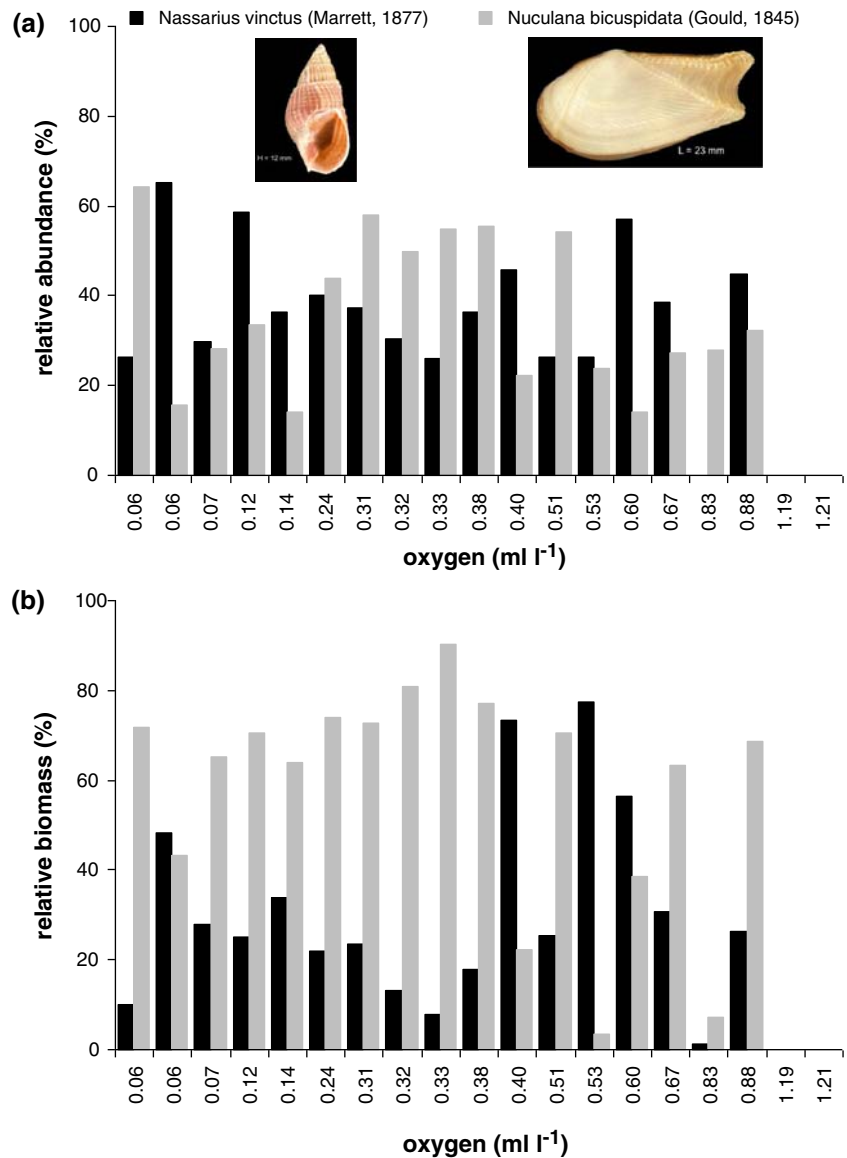 (a)
■ Nassarius vinctus (Marrett, 1877) ■ Nuculana bicuspidata (Gould, 1845)
H = 12 mm
L = 23 mm
relative abundance (%)
100
80
60
40
20
0
0.06 0.06 0.07 0.12 0.14 0.24 0.31 0.32 0.33 0.38 0.40 0.51 0.53 0.60 0.67 0.83 0.88 1.19 1.21
oxygen (ml l⁻¹)
(b)
relative biomass (%)
100
80
60
40
20
0
0.06 0.06 0.07 0.12 0.14 0.24 0.31 0.32 0.33 0.38 0.40 0.51 0.53 0.60 0.67 0.83 0.88 1.19 1.21
oxygen (ml l⁻¹)